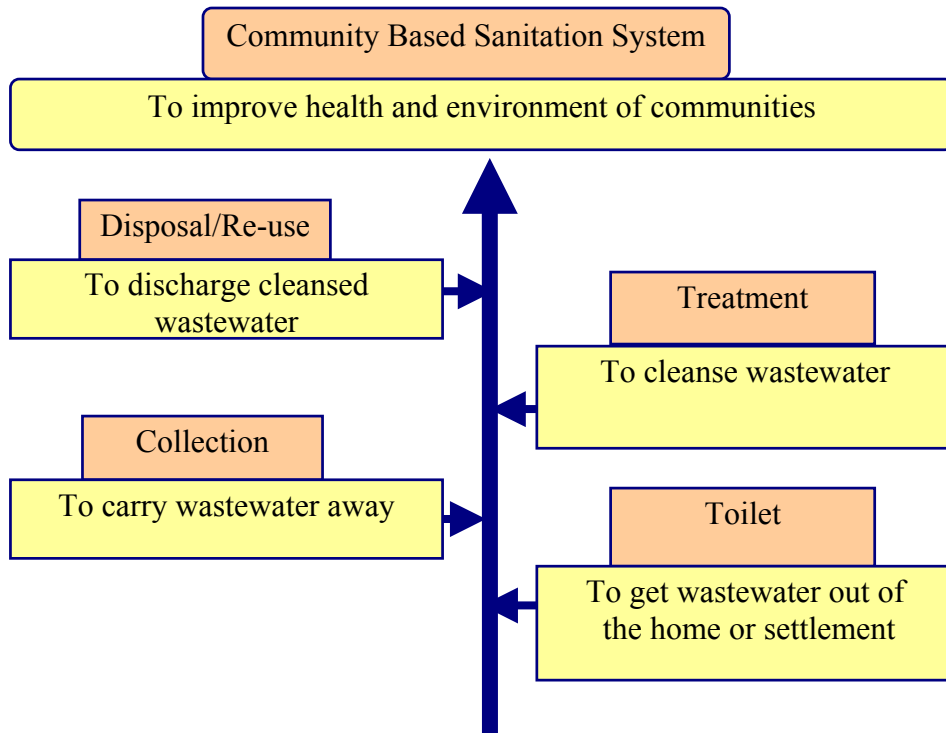 Community Based Sanitation System
To improve health and environment of communities
Disposal/Re-use
To discharge cleansed
wastewater
Treatment
To cleanse wastewater
Collection
To carry wastewater away
Toilet
To get wastewater out of
the home or settlement